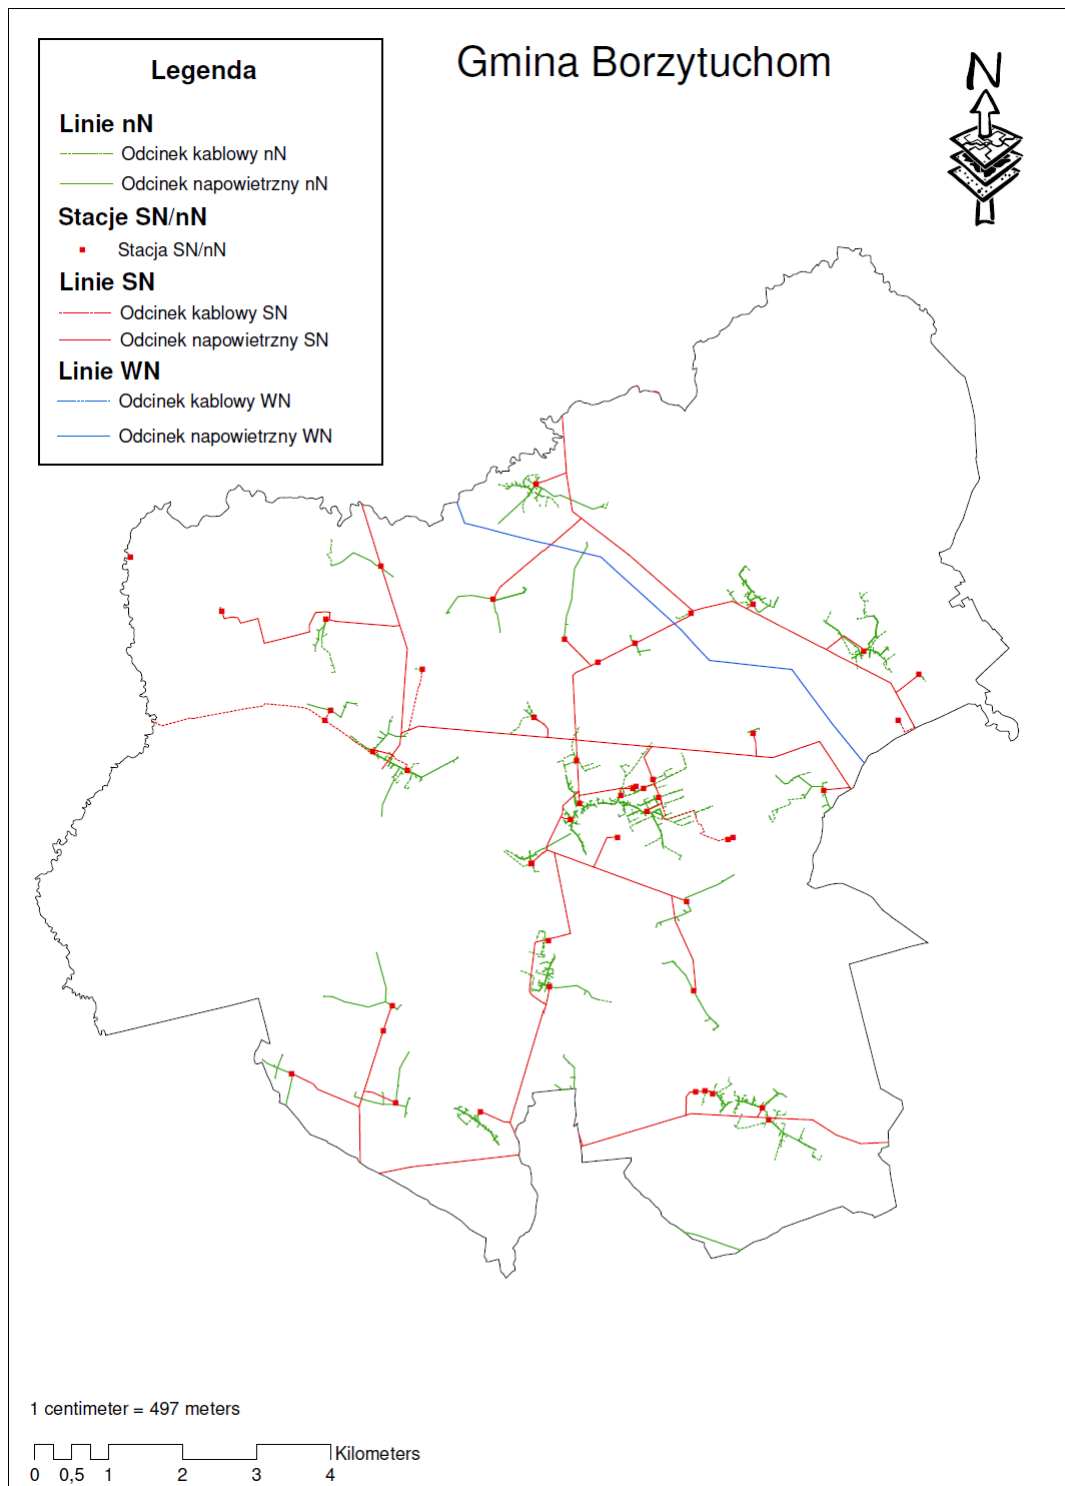 Gmina Borzytuchom
N
Legenda
Linie nN
Odcinek kablowy nN
Odcinek napowietrzny nN
Stacje SN/nN
Stacja SN/nN
Linie SN
Odcinek kablowy SN
Odcinek napowietrzny SN
Linie WN
Odcinek kablowy WN
Odcinek napowietrzny WN
1 centimeter = 497 meters
Kilometers
0 0,5 1 2 3 4